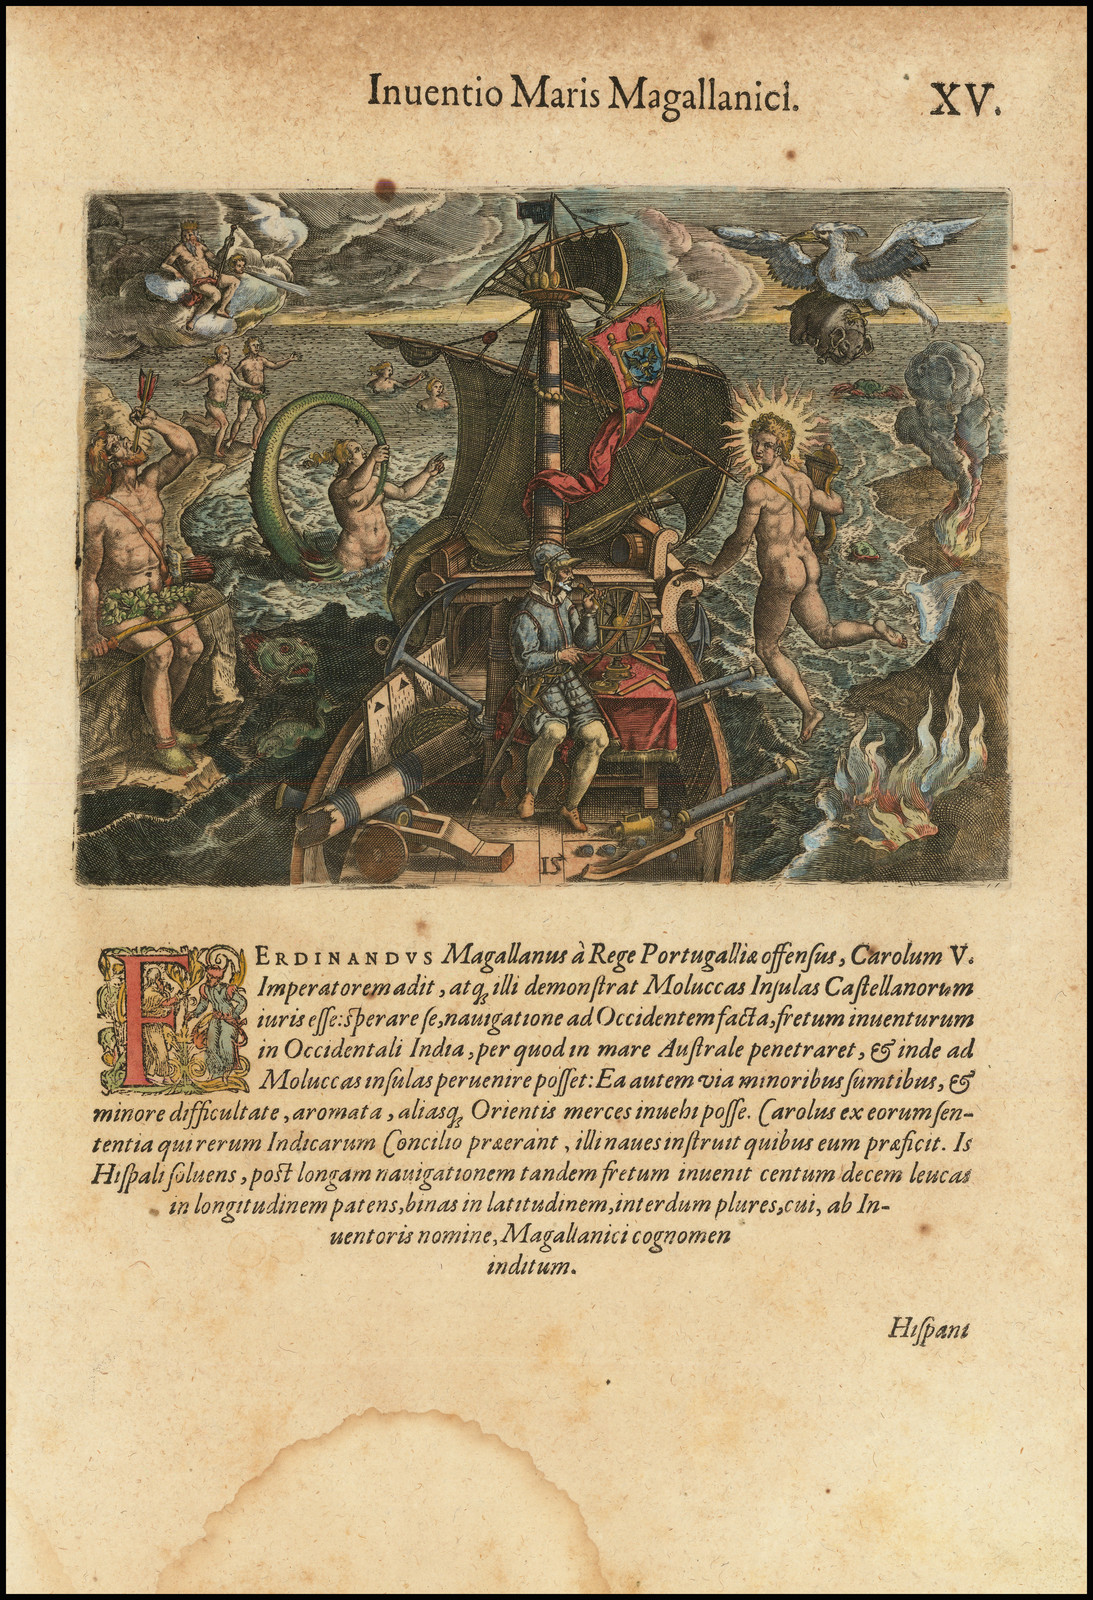 Inuentio Maris Magallanici.
XV.
15
FERDINANDVS Magallanus à Rege Portugalliæ offenſus, Carolum V.
Imperatorem adit, atq; illi demonſtrat Moluccas Inſulas Caſtellanorum
iuris eſſe: ſperare ſe, nauigatione ad Occidentem facta, fretum inuenturum
in Occidentali India, per quod in mare Auſtrale penetraret, & inde ad
Moluccas inſulas peruenire poſſet: Ea autem via minoribus ſumtibus, &
minore difficultate, aromata, aliasq; Orientis merces inuehi poſſe. Carolus ex eorum ſen-
tentia qui rerum Indicarum Concilio præerant, illi naues inſtruit quibus eum præficit. Is
Hiſpali ſoluens, poſt longam nauigationem tandem fretum inuenit centum decem leucas
in longitudinem patens, binas in latitudinem, interdum plures, cui, ab In-
uentoris nomine, Magallanici cognomen
inditum.
Hiſpani